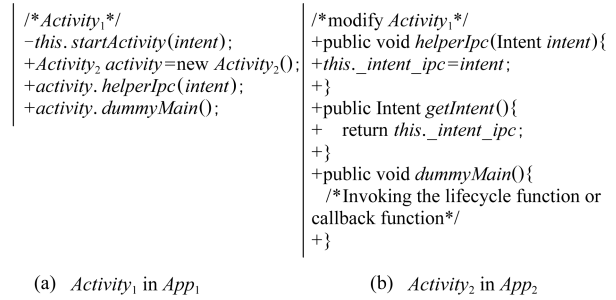 /*Activity₁*/
−this. startActivity(intent);
+Activity₂ activity=new Activity₂();
+activity. helperIpc(intent);
+activity. dummyMain();
(a) Activity₁ in App₁
/*modify Activity₁*/
+public void helperIpc(Intent intent){
+this._intent_ipc=intent;
+}
+public Intent getIntent(){
+ return this._intent_ipc;
+}
+public void dummyMain(){
/*Invoking the lifecycle function or
callback function*/
+}
(b) Activity₂ in App₂